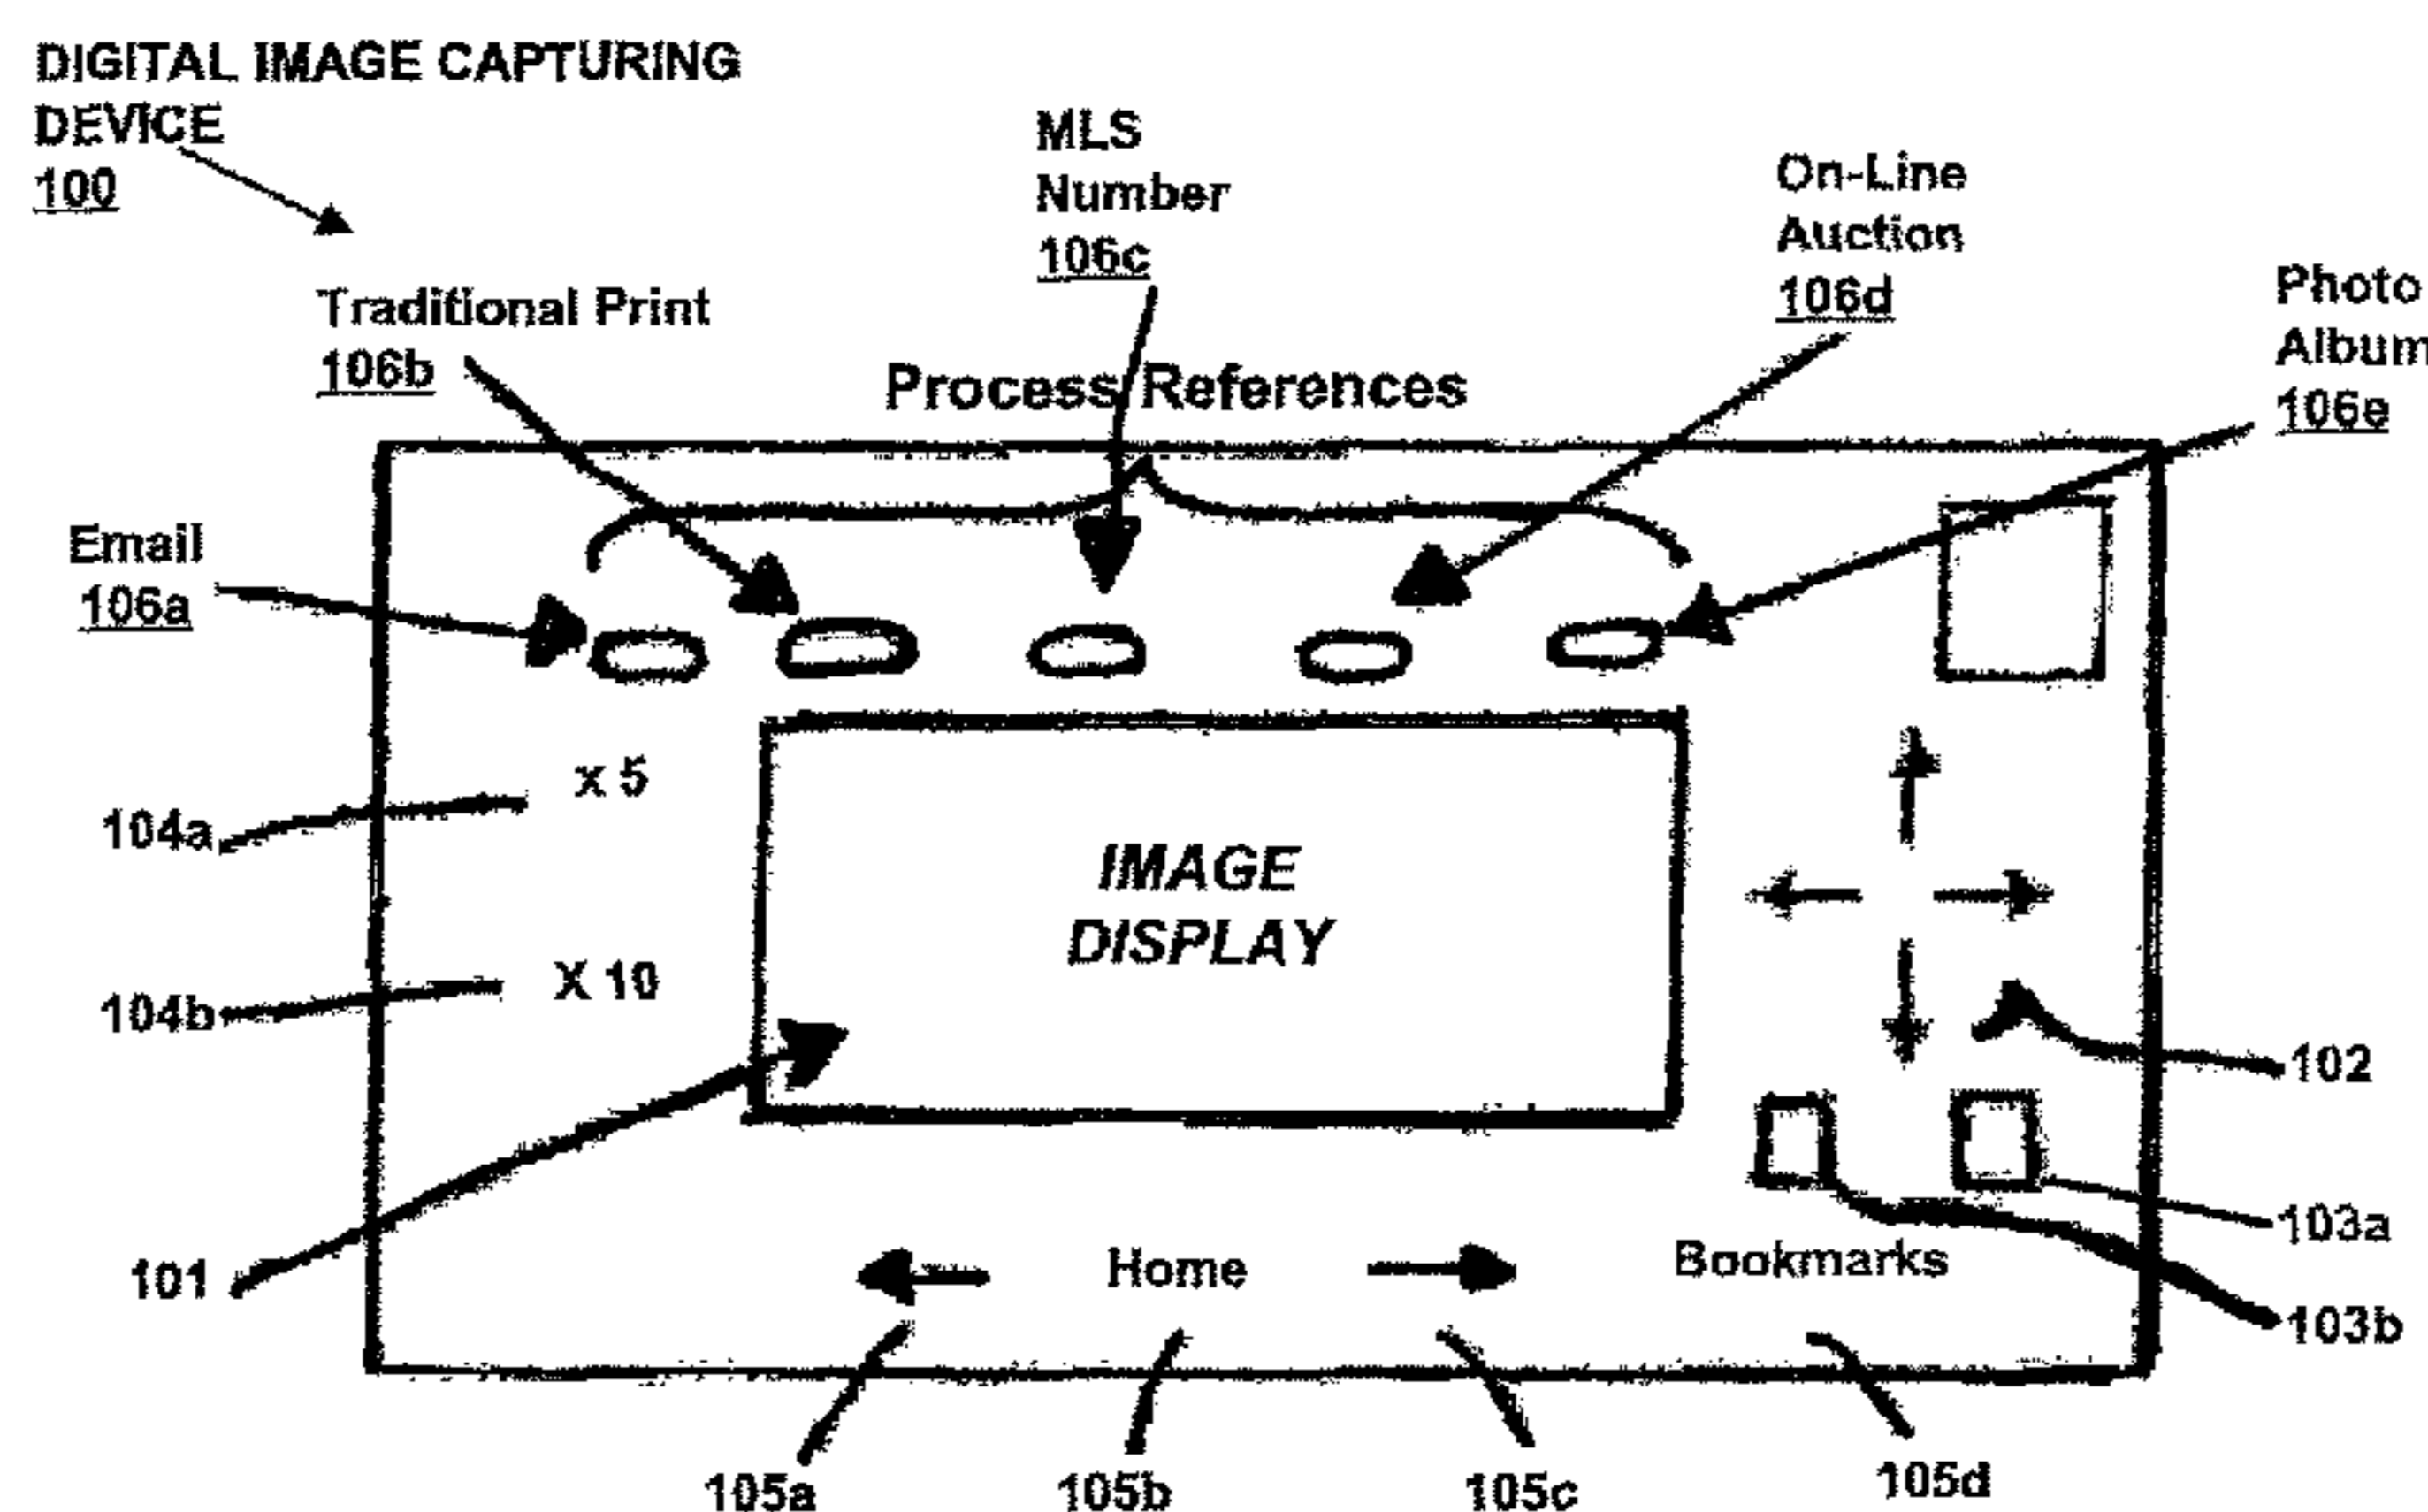 DIGITAL IMAGE CAPTURING
DEVICE
100
MLS
Number
106c
On-Line
Auction
106d
Photo
Album
106e
Traditional Print
106b
Process References
Email
106a
x 5
104a
IMAGE
DISPLAY
X 10
104b
102
103a
101
Home
Bookmarks
103b
105a
105b
105c
105d